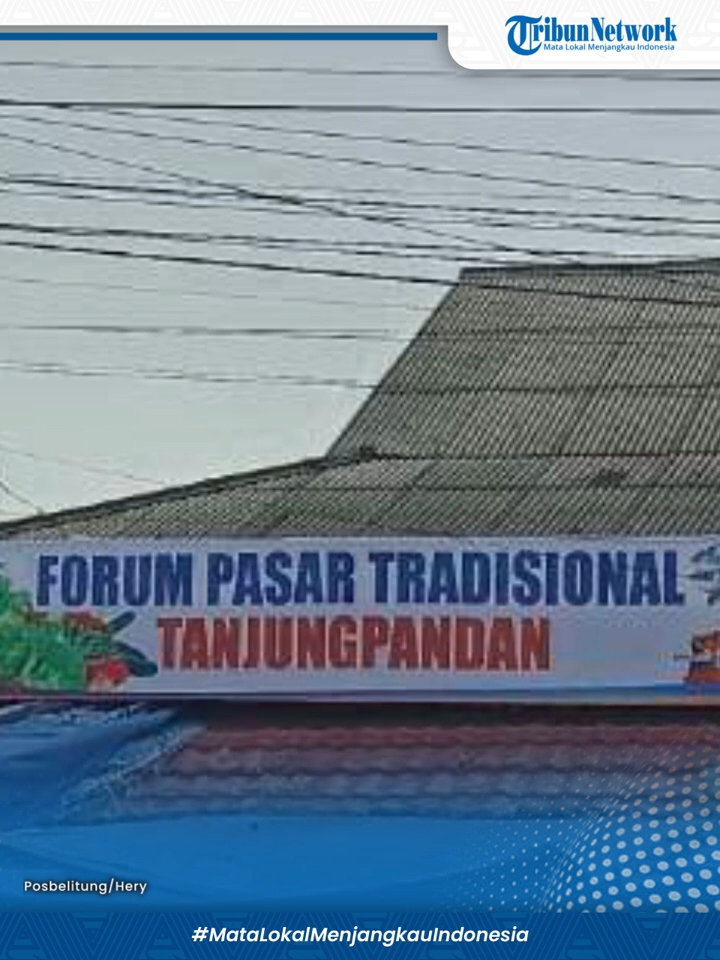 TribunNetwork
Mata Lokal Menjangkau Indonesia
FORUM PASAR TRADISIONAL
TANJUNGPANDAN
Posbelitung/Hery
#MataLokalMenjangkauIndonesia